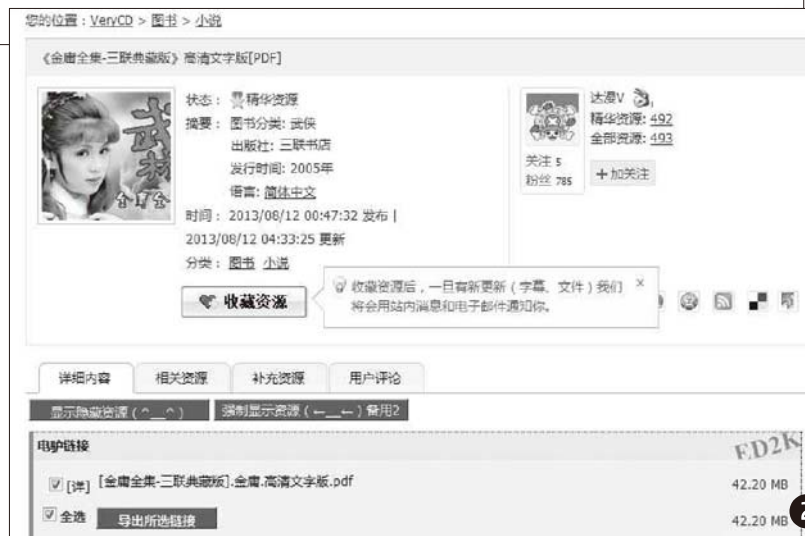 您的位置：VeryCD > 图书 > 小说
《金庸全集-三联典藏版》高清文字版[PDF]
武林
状态： 精华资源
摘要： 图书分类: 武侠
出版社: 三联书店
发行时间: 2005年
语言: 简体中文
时间： 2013/08/12 00:47:32 发布 |
2013/08/12 04:33:25 更新
分类： 图书 小说
收藏资源
收藏资源后，一旦有新更新（字幕、文件）我们 ×
将会用站内消息和电子邮件通知你。
达漫V
精华资源: 492
全部资源: 493
关注 5
粉丝 785
+加关注
详细内容 相关资源 补充资源 用户评论
显示隐藏资源(^__^) 强制显示资源(←__←)备用2
电驴链接 ED2K
[详] [金庸全集-三联典藏版].金庸.高清文字版.pdf 42.20 MB
全选 导出所选链接 42.20 MB